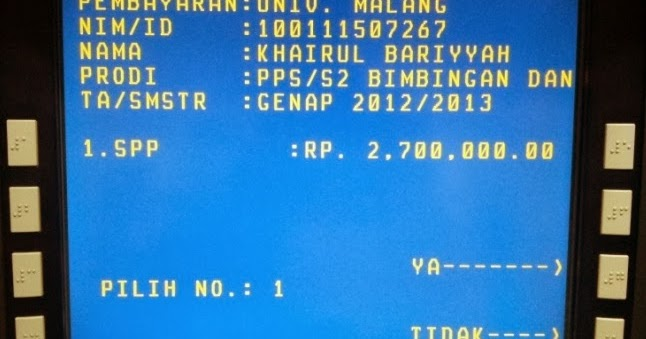 PEMBAYARAN:UNIV. MALANG
NIM/ID :100111507267
NAMA :KHAIRUL BARIYYAH
PRODI :PPS/S2 BIMBINGAN DAN
TA/SMSTR :GENAP 2012/2013
1.SPP :RP. 2,700,000.00
YA-------)
PILIH NO.: 1
TIDAK----)